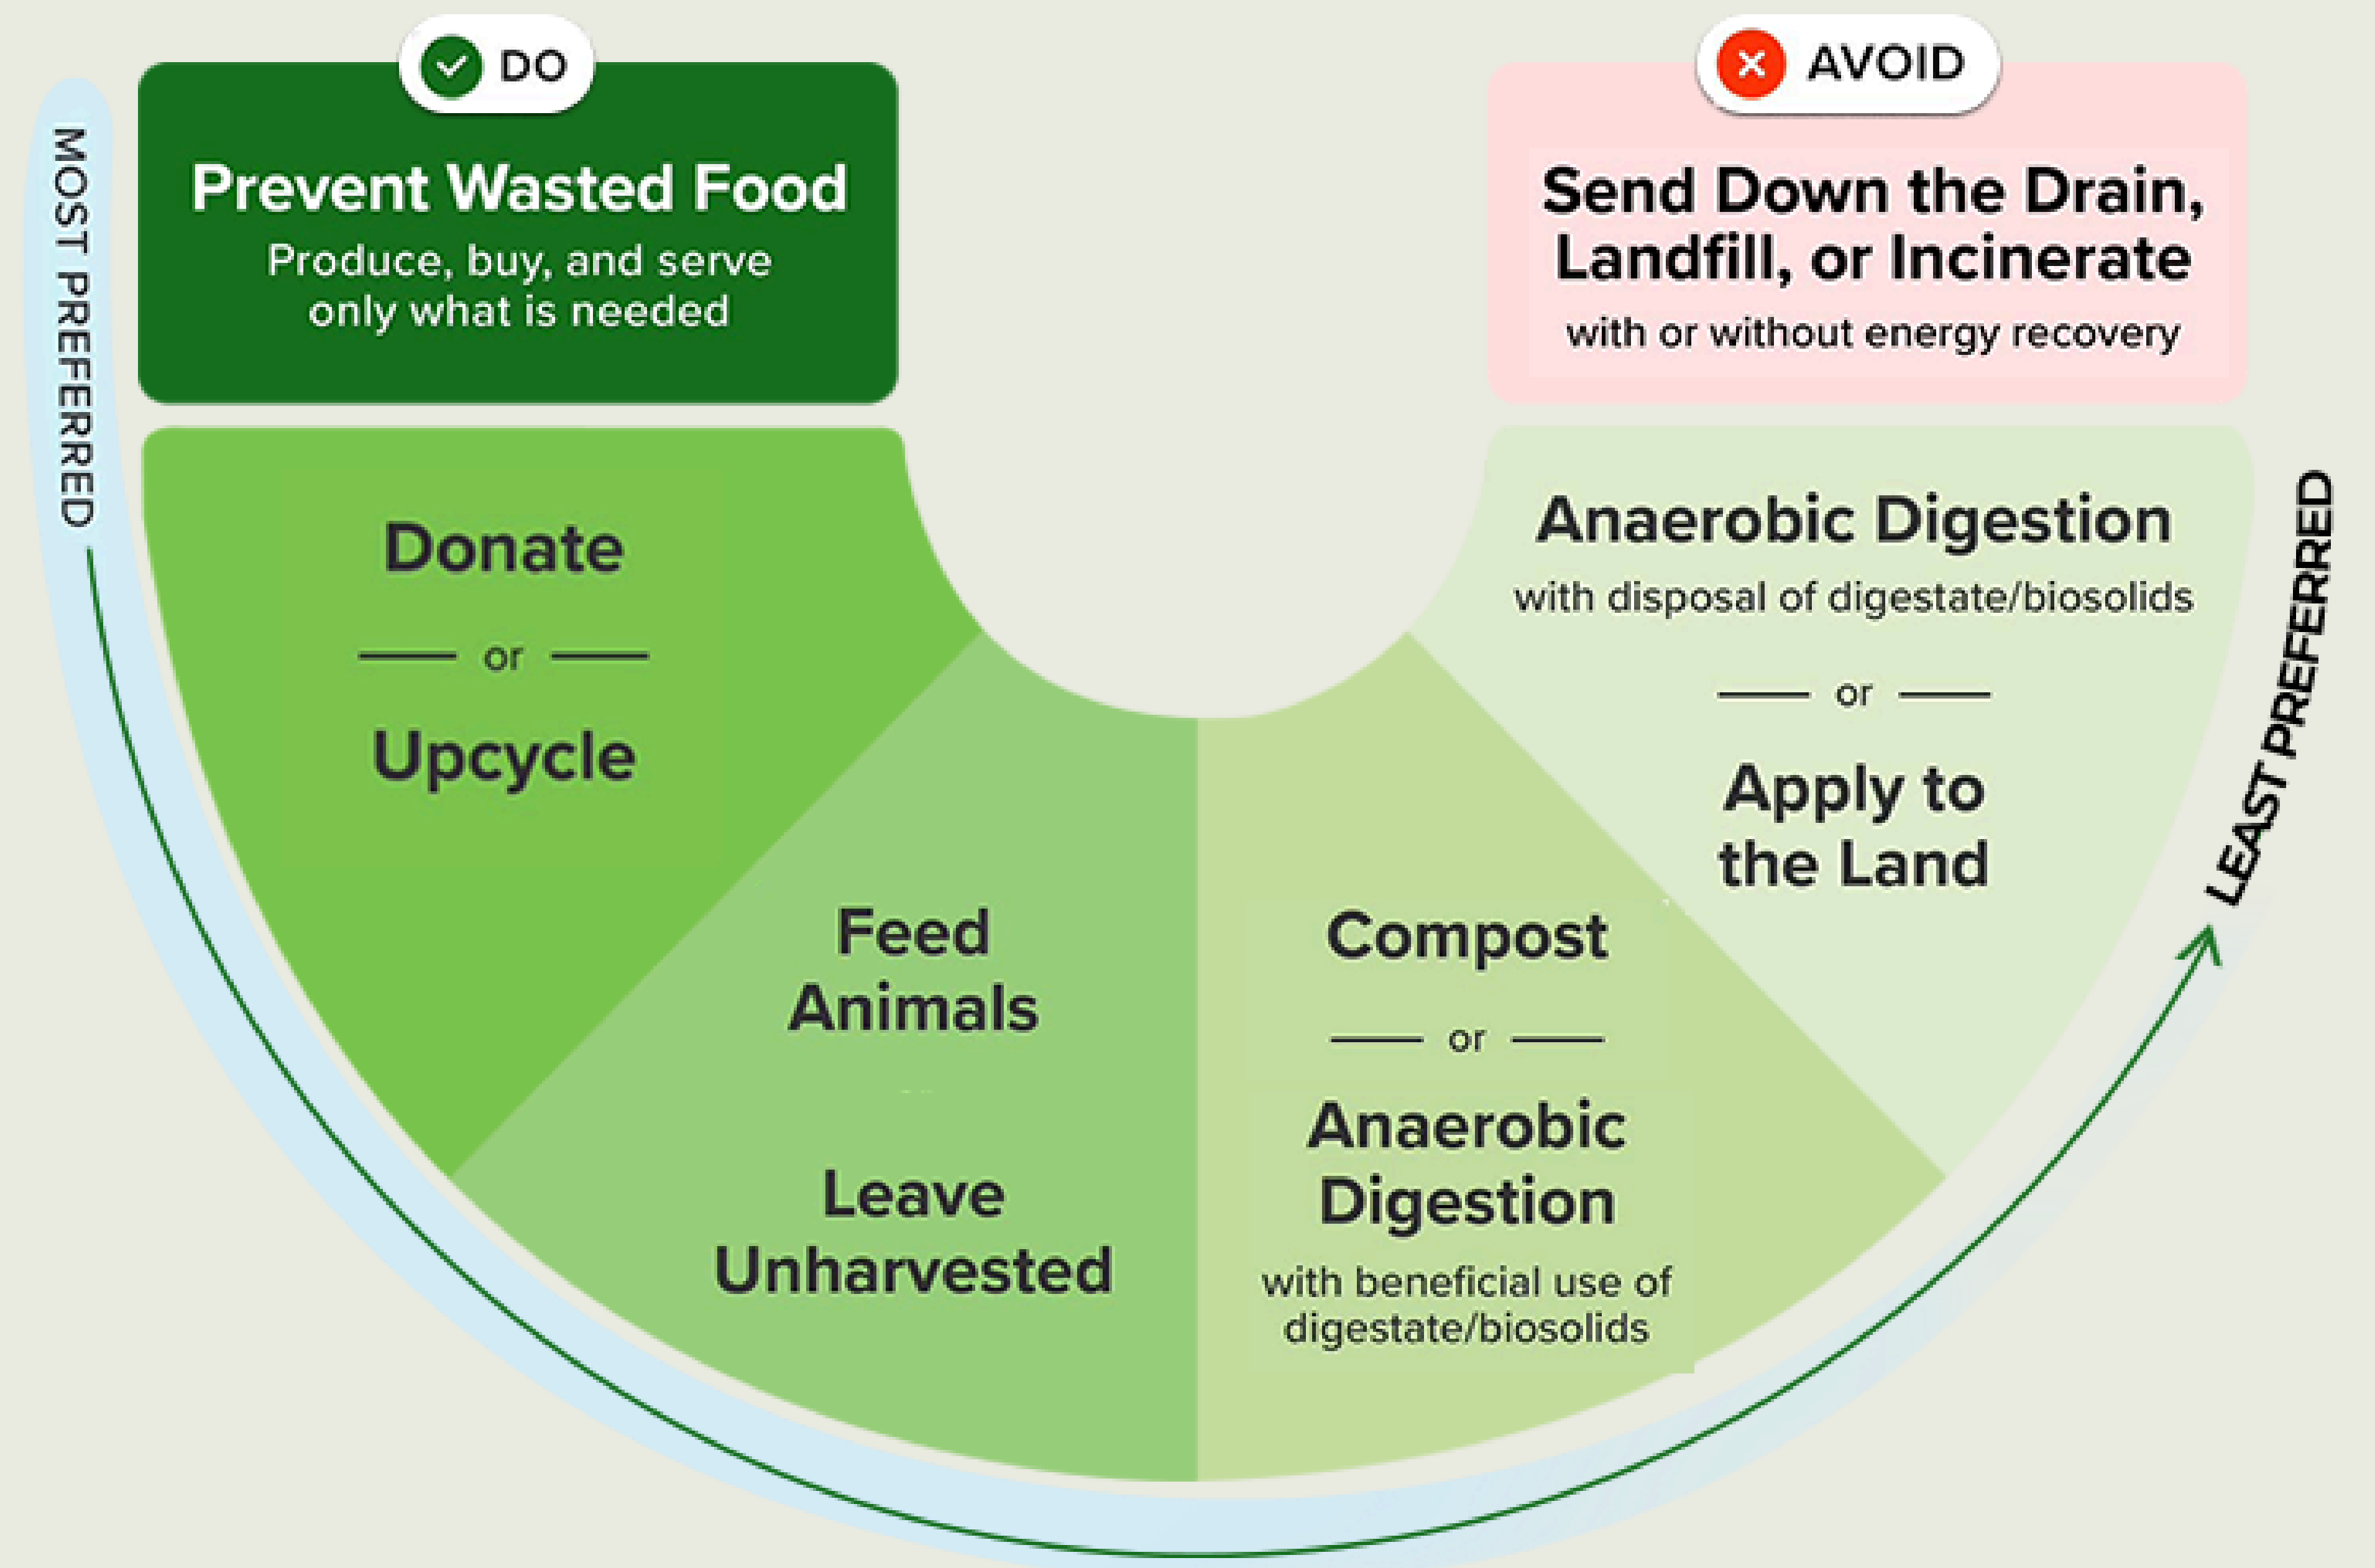 DO
Prevent Wasted Food
Produce, buy, and serve
only what is needed
AVOID
Send Down the Drain,
Landfill, or Incinerate
with or without energy recovery
MOST PREFERRED
Donate
or
Upcycle
Feed
Animals
Leave
Unharvested
Compost
or
Anaerobic
Digestion
with beneficial use of
digestate/biosolids
Anaerobic Digestion
with disposal of digestate/biosolids
or
Apply to
the Land
LEAST PREFERRED